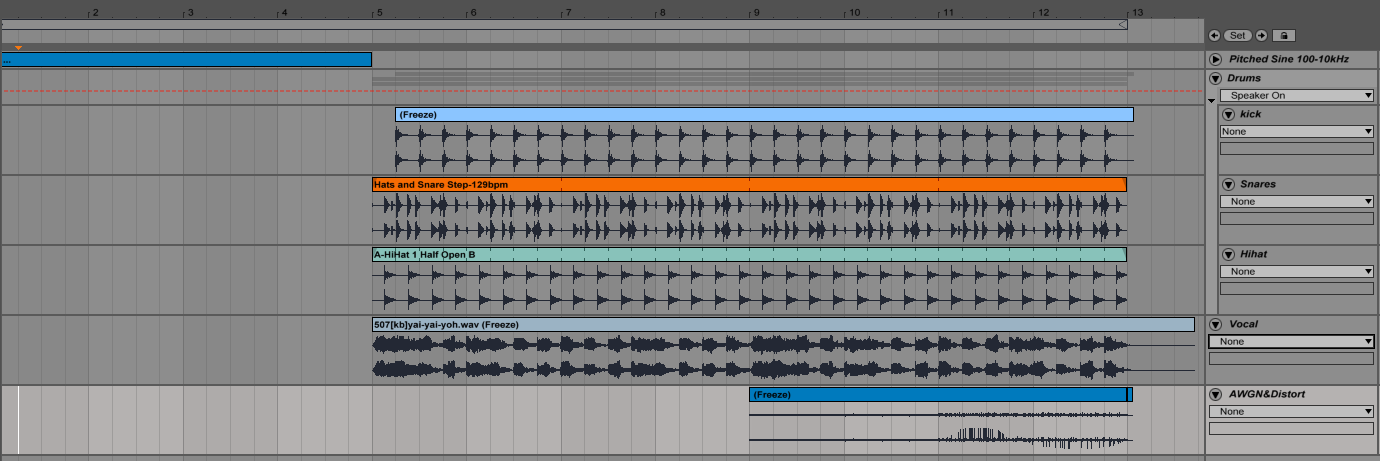 2 3 4 5 6 7 8 9 10 11 12 13
Set
... Pitched Sine 100-10kHz
Drums
Speaker On
(Freeze) kick
None
Hats and Snare Step-129bpm Snares
None
A-HiHat 1 Half Open B Hihat
None
507[kb]yai-yai-yoh.wav (Freeze) Vocal
None
(Freeze) AWGN&Distort
None